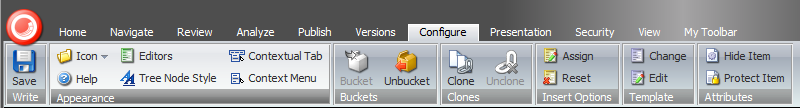 Home Navigate Review Analyze Publish Versions Configure Presentation Security View My Toolbar
Icon Editors Contextual Tab Assign Change Hide Item
Save Help Tree Node Style Context Menu Bucket Unbucket Clone Unclone Reset Edit Protect Item
Write Appearance Buckets Clones Insert Options Template Attributes